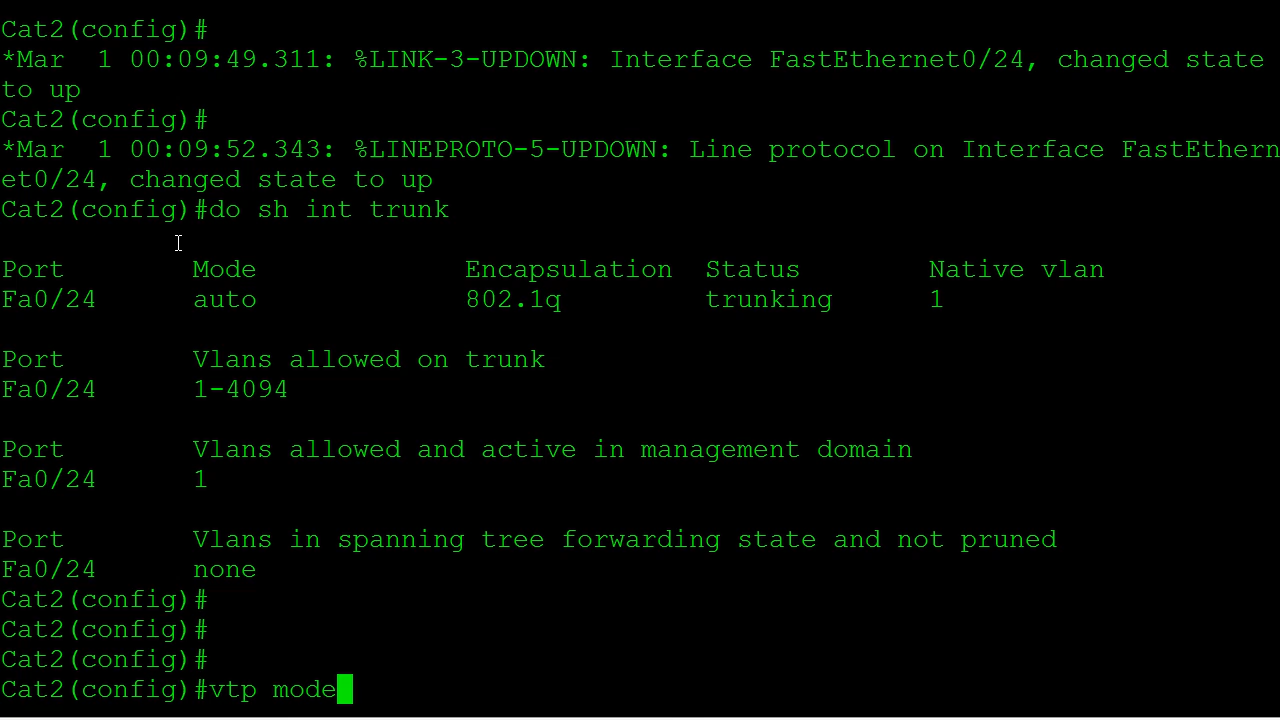 Cat2(config)#
*Mar  1 00:09:49.311: %LINK-3-UPDOWN: Interface FastEthernet0/24, changed state
to up
Cat2(config)#
*Mar  1 00:09:52.343: %LINEPROTO-5-UPDOWN: Line protocol on Interface FastEthern
et0/24, changed state to up
Cat2(config)#do sh int trunk
Port        Mode             Encapsulation  Status        Native vlan
Fa0/24      auto             802.1q         trunking      1
Port        Vlans allowed on trunk
Fa0/24      1-4094
Port        Vlans allowed and active in management domain
Fa0/24      1
Port        Vlans in spanning tree forwarding state and not pruned
Fa0/24      none
Cat2(config)#
Cat2(config)#
Cat2(config)#
Cat2(config)#vtp mode